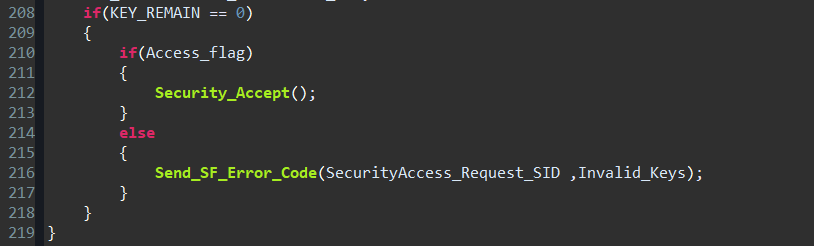 208 if(KEY_REMAIN == 0)
209 {
210 if(Access_flag)
211 {
212 Security_Accept();
213 }
214 else
215 {
216 Send_SF_Error_Code(SecurityAccess_Request_SID ,Invalid_Keys);
217 }
218 }
219 }